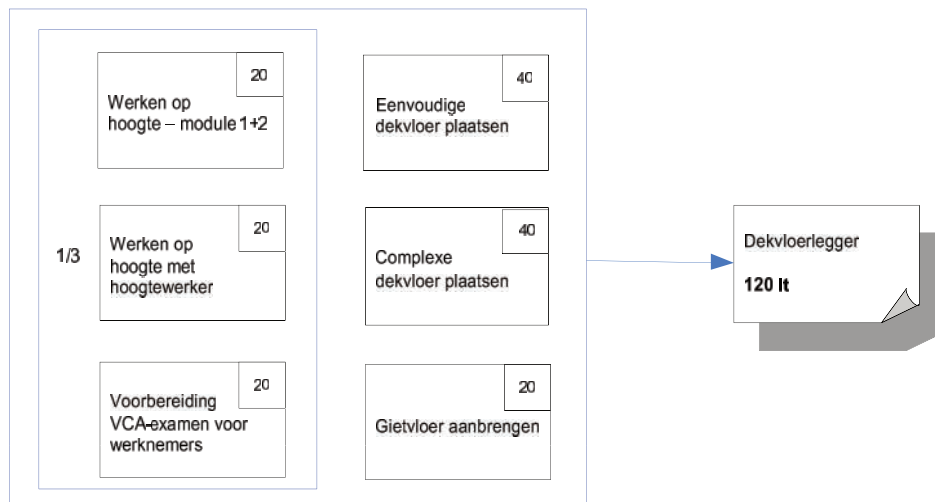 20
Werken op
hoogte – module 1+2
40
Eenvoudige
dekvloer plaatsen
1/3
20
Werken op
hoogte met
hoogtewerker
40
Complexe
dekvloer plaatsen
Dekvloerlegger
120 lt
20
Voorbereiding
VCA-examen voor
werknemers
20
Gietvloer aanbrengen